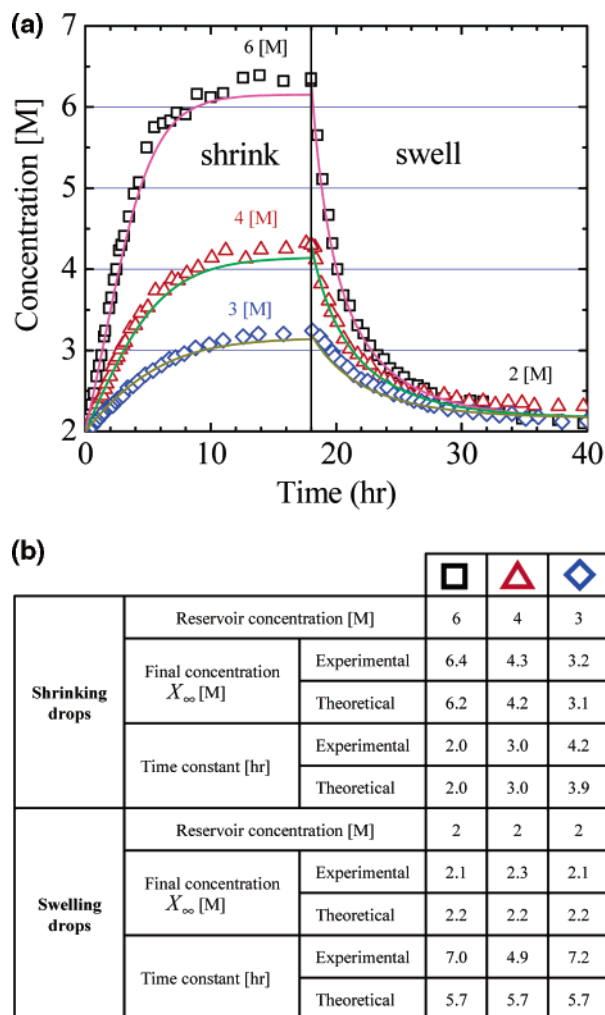 (a)
7
6
5
4
3
2
Concentration [M]
6 [M]
shrink
swell
4 [M]
3 [M]
2 [M]
0 10 20 30 40
Time (hr)
(b)
Reservoir concentration [M] 6 4 3
Shrinking drops
Final concentration X∞ [M]
Experimental 6.4 4.3 3.2
Theoretical 6.2 4.2 3.1
Time constant [hr]
Experimental 2.0 3.0 4.2
Theoretical 2.0 3.0 3.9
Reservoir concentration [M] 2 2 2
Swelling drops
Final concentration X∞ [M]
Experimental 2.1 2.3 2.1
Theoretical 2.2 2.2 2.2
Time constant [hr]
Experimental 7.0 4.9 7.2
Theoretical 5.7 5.7 5.7